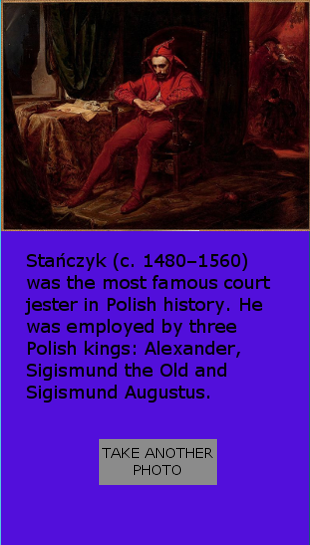 Stańczyk (c. 1480–1560)
was the most famous court
jester in Polish history. He
was employed by three
Polish kings: Alexander,
Sigismund the Old and
Sigismund Augustus.
TAKE ANOTHER
PHOTO